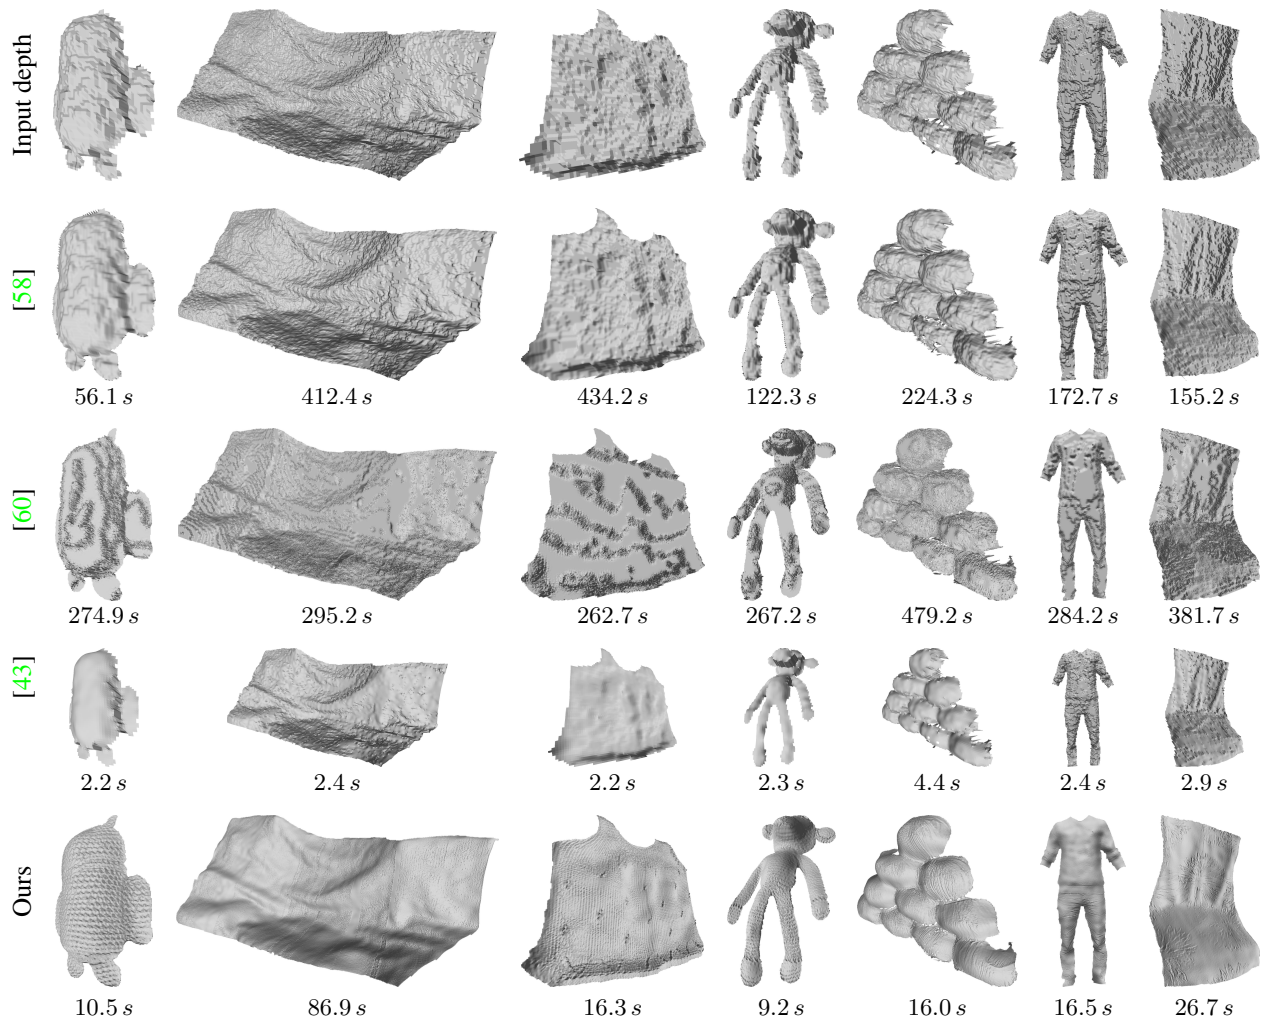 Input depth
[58]
56.1 s 412.4 s 434.2 s 122.3 s 224.3 s 172.7 s 155.2 s
[60]
274.9 s 295.2 s 262.7 s 267.2 s 479.2 s 284.2 s 381.7 s
[43]
2.2 s 2.4 s 2.2 s 2.3 s 4.4 s 2.4 s 2.9 s
Ours
10.5 s 86.9 s 16.3 s 9.2 s 16.0 s 16.5 s 26.7 s